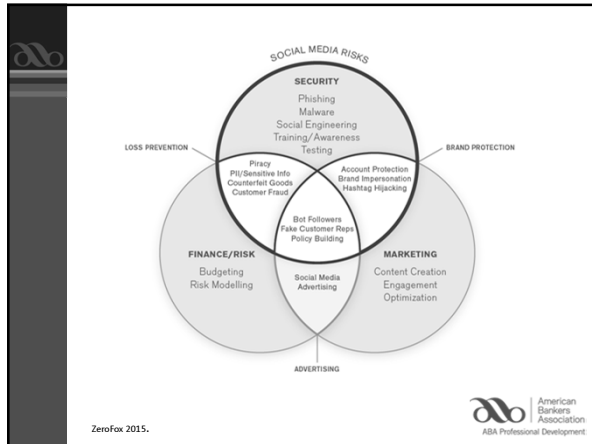 SOCIAL MEDIA RISKS
SECURITY
Phishing
Malware
Social Engineering
Training/Awareness
Testing
LOSS PREVENTION
BRAND PROTECTION
Piracy
PII/Sensitive Info
Counterfeit Goods
Customer Fraud
Account Protection
Brand Impersonation
Hashtag Hijacking
Bot Followers
Fake Customer Reps
Policy Building
FINANCE/RISK
Budgeting
Risk Modelling
MARKETING
Content Creation
Engagement
Optimization
Social Media
Advertising
ADVERTISING
ZeroFox 2015.
American
Bankers
Association
ABA Professional Development